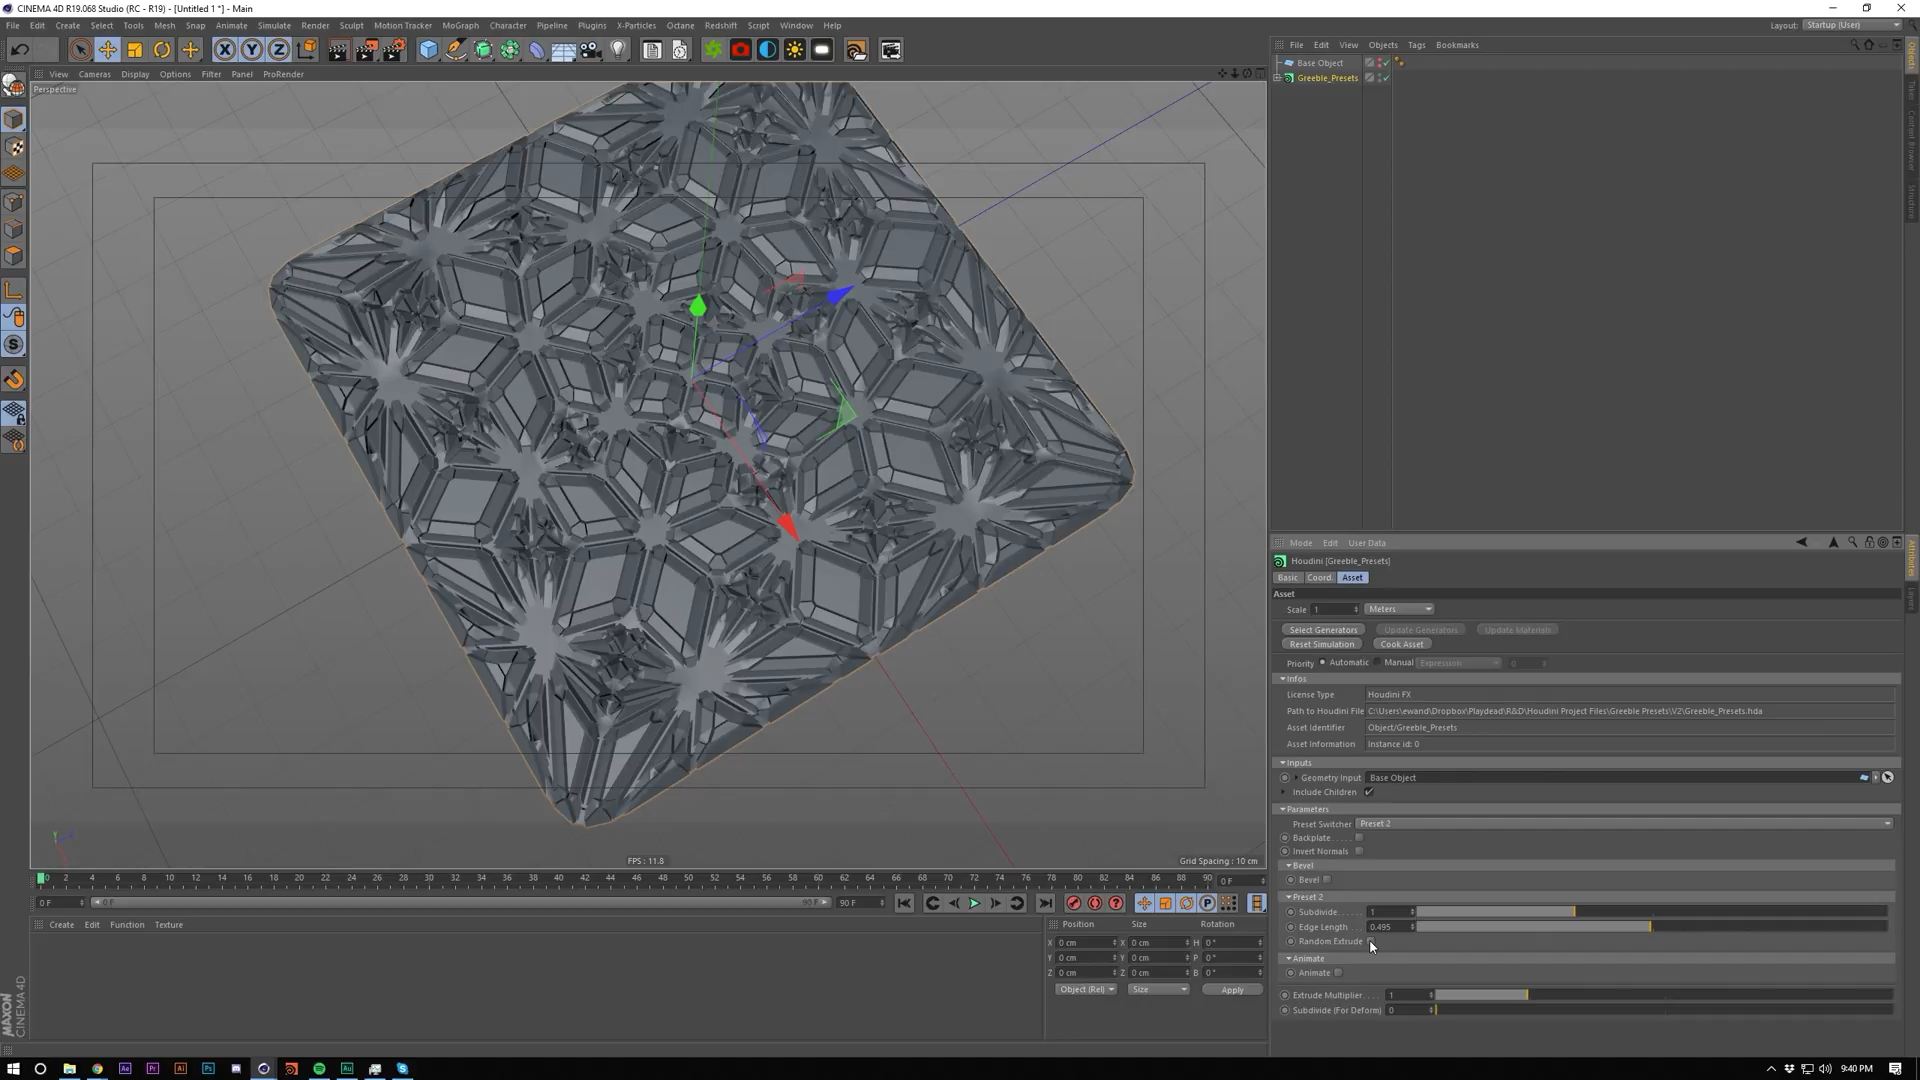 CINEMA 4D R19.068 Studio (RC - R19) - [Untitled 1 *] - Main
File Edit Create Select Tools Mesh Snap Animate Simulate Render Sculpt Motion Tracker MoGraph Character Pipeline Plugins X-Particles Octane Redshift Script Window Help
Layout: Startup (User)
View Cameras Display Options Filter Panel ProRender
File Edit View Objects Tags Bookmarks
Perspective
Base Object
Greeble_Presets
Objects
Takes
Content Browser
Structure
Mode Edit User Data
Houdini [Greeble_Presets]
Basic Coord. Asset
Asset
Scale 1 Meters
Select Generators Update Generators Update Materials
Reset Simulation Cook Asset
Priority Automatic Manual Expression 0
Infos
License Type Houdini FX
Path to Houdini File C:\Users\ewand\Dropbox\Playdead\R&D\Houdini Project Files\Greeble Presets\V2\Greeble_Presets.hda
Asset Identifier Object/Greeble_Presets
Asset Information Instance id: 0
Inputs
Geometry Input Base Object
Include Children
Parameters
Preset Switcher Preset 2
Backplate
Invert Normals
Bevel
Bevel
Preset 2
Subdivide 1
Edge Length 0.495
Random Extrude
Animate
Animate
Extrude Multiplier 1
Subdivide (For Deform) 0
Attributes
Layers
FPS : 11.8
Grid Spacing : 10 cm
0 2 4 6 8 10 12 14 16 18 20 22 24 26 28 30 32 34 36 38 40 42 44 46 48 50 52 54 56 58 60 62 64 66 68 70 72 74 76 78 80 82 84 86 88 90
0 F
0 F 0 F 90 F 90 F
Create Edit Function Texture
Position Size Rotation
X 0 cm X 0 cm H 0 °
Y 0 cm Y 0 cm P 0 °
Z 0 cm Z 0 cm B 0 °
Object (Rel) Size Apply
MAXON
CINEMA 4D
9:40 PM